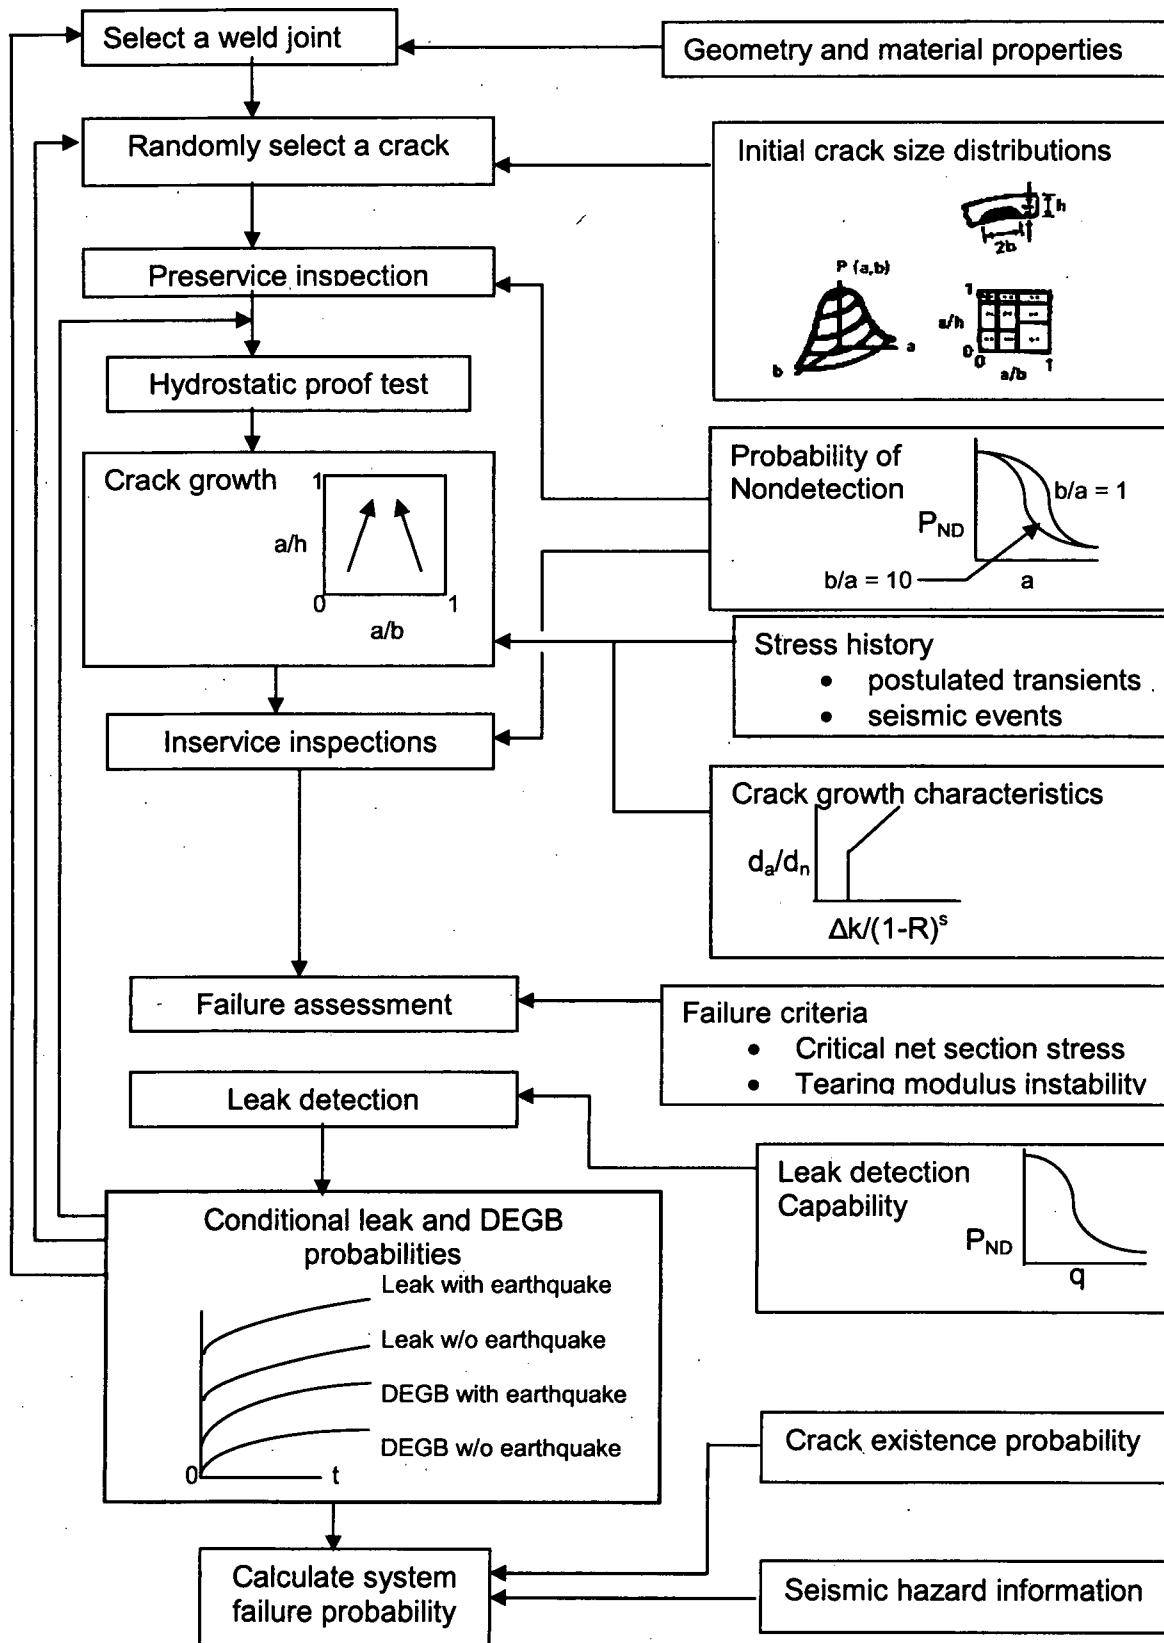 Select a weld joint
Geometry and material properties
Randomly select a crack
Initial crack size distributions
h
2b
P (a,b)
a
b
1
a/h
0
0
1
a/b
Preservice inspection
Hydrostatic proof test
Probability of
Nondetection
b/a = 1
P_ND
b/a = 10
a
Crack growth
1
a/h
0
1
a/b
Stress history
• postulated transients
• seismic events
Inservice inspections
Crack growth characteristics
d_a/d_n
Δk/(1-R)^s
Failure assessment
Failure criteria
• Critical net section stress
• Tearing modulus instability
Leak detection
Leak detection
Capability
P_ND
q
Conditional leak and DEGB
probabilities
Leak with earthquake
Leak w/o earthquake
DEGB with earthquake
DEGB w/o earthquake
0
t
Crack existence probability
Calculate system
failure probability
Seismic hazard information